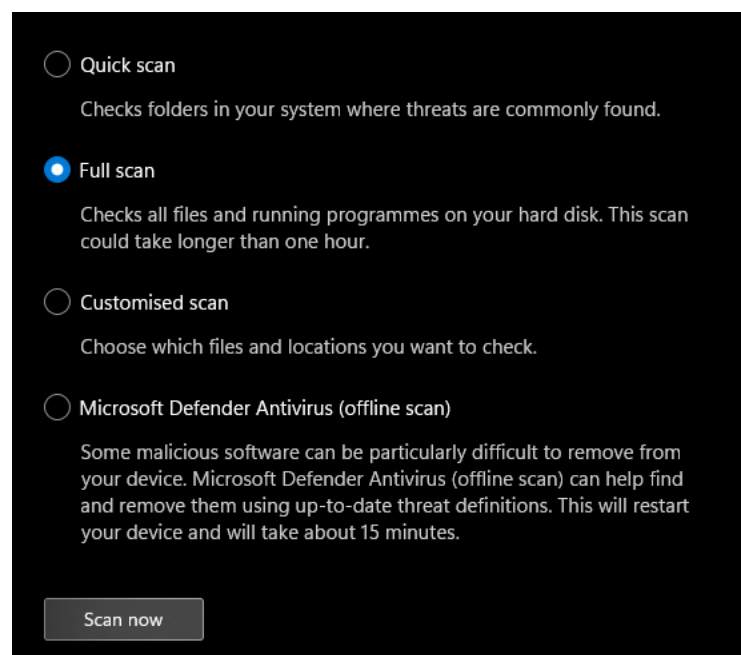 Quick scan
Checks folders in your system where threats are commonly found.
Full scan
Checks all files and running programmes on your hard disk. This scan
could take longer than one hour.
Customised scan
Choose which files and locations you want to check.
Microsoft Defender Antivirus (offline scan)
Some malicious software can be particularly difficult to remove from
your device. Microsoft Defender Antivirus (offline scan) can help find
and remove them using up-to-date threat definitions. This will restart
your device and will take about 15 minutes.
Scan now